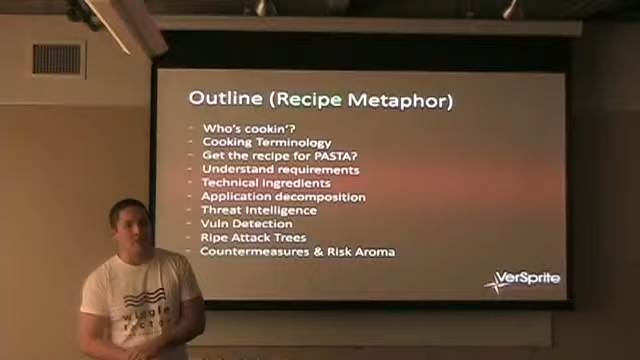 Outline (Recipe Metaphor)
- Who's cookin'?
- Cooking Terminology
- Get the recipe for PASTA?
- Understand requirements
- Technical ingredients
- Application decomposition
- Threat Intelligence
- Vuln Detection
- Ripe Attack Trees
- Countermeasures & Risk Aroma
VerSprite